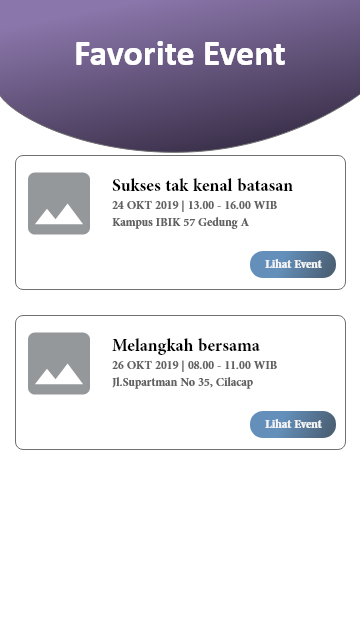 Favorite Event
Sukses tak kenal batasan
24 OKT 2019 | 13.00 - 16.00 WIB
Kampus IBIK 57 Gedung A
Lihat Event
Melangkah bersama
26 OKT 2019 | 08.00 - 11.00 WIB
Jl.Supartman No 35, Cilacap
Lihat Event